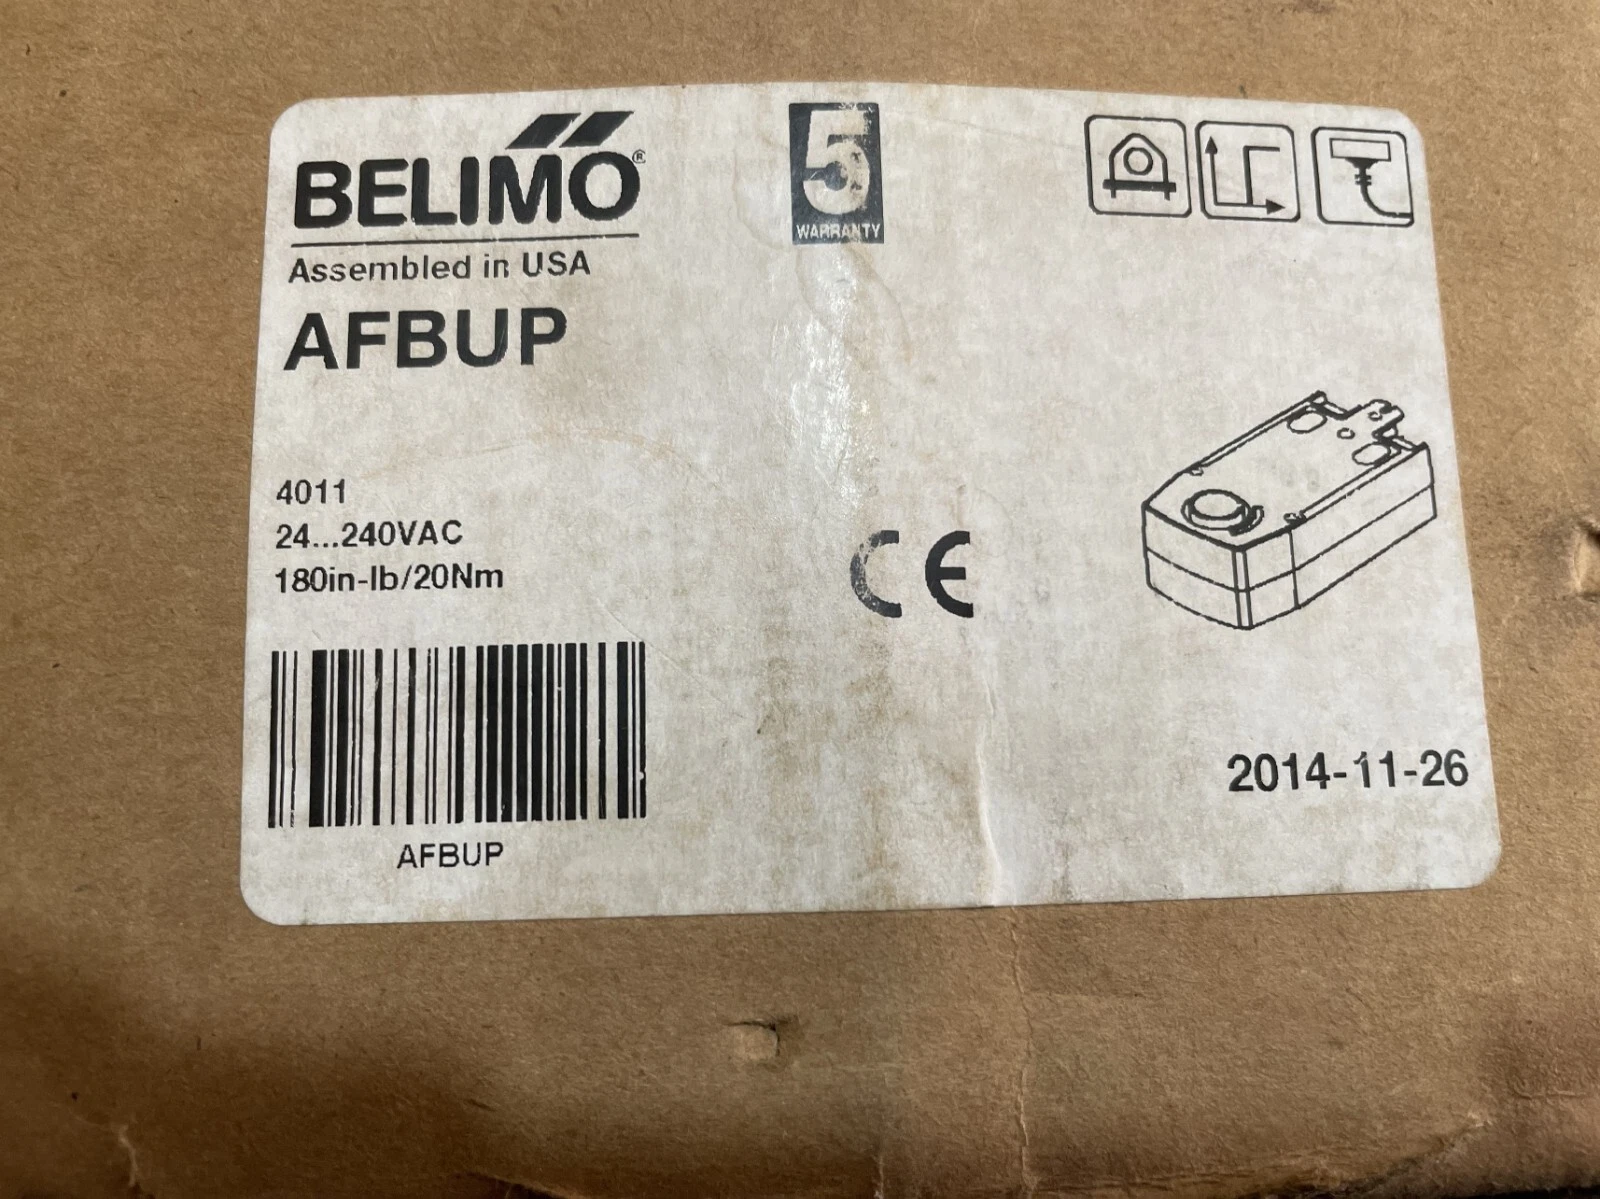 BELIMO®
Assembled in USA
AFBUP
5
WARRANTY
4011
24...240VAC
180in-lb/20Nm
CE
AFBUP
2014-11-26